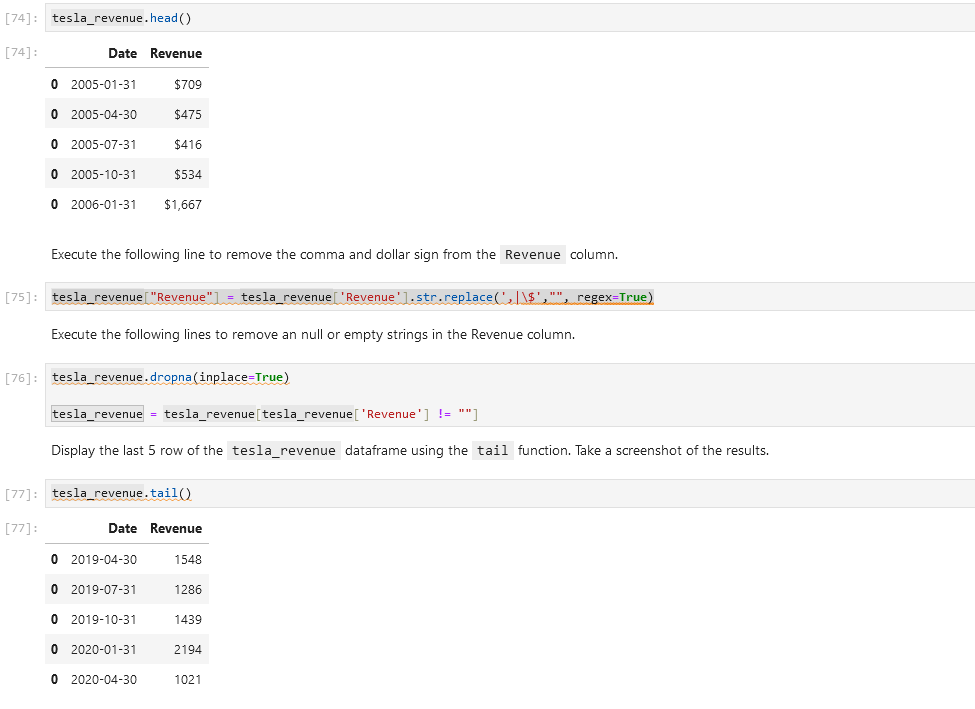 [74]: tesla_revenue.head()
[74]: Date Revenue
0 2005-01-31 $709
0 2005-04-30 $475
0 2005-07-31 $416
0 2005-10-31 $534
0 2006-01-31 $1,667
Execute the following line to remove the comma and dollar sign from the Revenue column.
[75]: tesla_revenue["Revenue"] = tesla_revenue['Revenue'].str.replace(',|\$',"", regex=True)
Execute the following lines to remove an null or empty strings in the Revenue column.
[76]: tesla_revenue.dropna(inplace=True)
tesla_revenue = tesla_revenue[tesla_revenue['Revenue'] != ""]
Display the last 5 row of the tesla_revenue dataframe using the tail function. Take a screenshot of the results.
[77]: tesla_revenue.tail()
[77]: Date Revenue
0 2019-04-30 1548
0 2019-07-31 1286
0 2019-10-31 1439
0 2020-01-31 2194
0 2020-04-30 1021